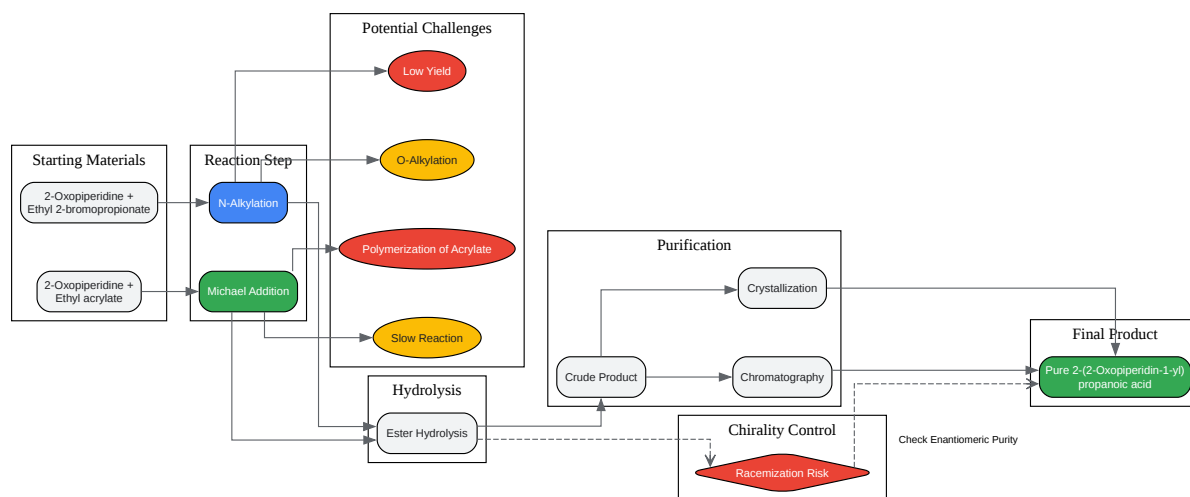 Potential Challenges
Low Yield
O-Alkylation
Polymerization of Acrylate
Slow Reaction
Starting Materials
2-Oxopiperidine +
Ethyl 2-bromopropionate
2-Oxopiperidine +
Ethyl acrylate
Reaction Step
N-Alkylation
Michael Addition
Hydrolysis
Ester Hydrolysis
Purification
Crystallization
Crude Product
Chromatography
Chirality Control
Racemization Risk
Check Enantiomeric Purity
Final Product
Pure 2-(2-Oxopiperidin-1-yl)
propanoic acid